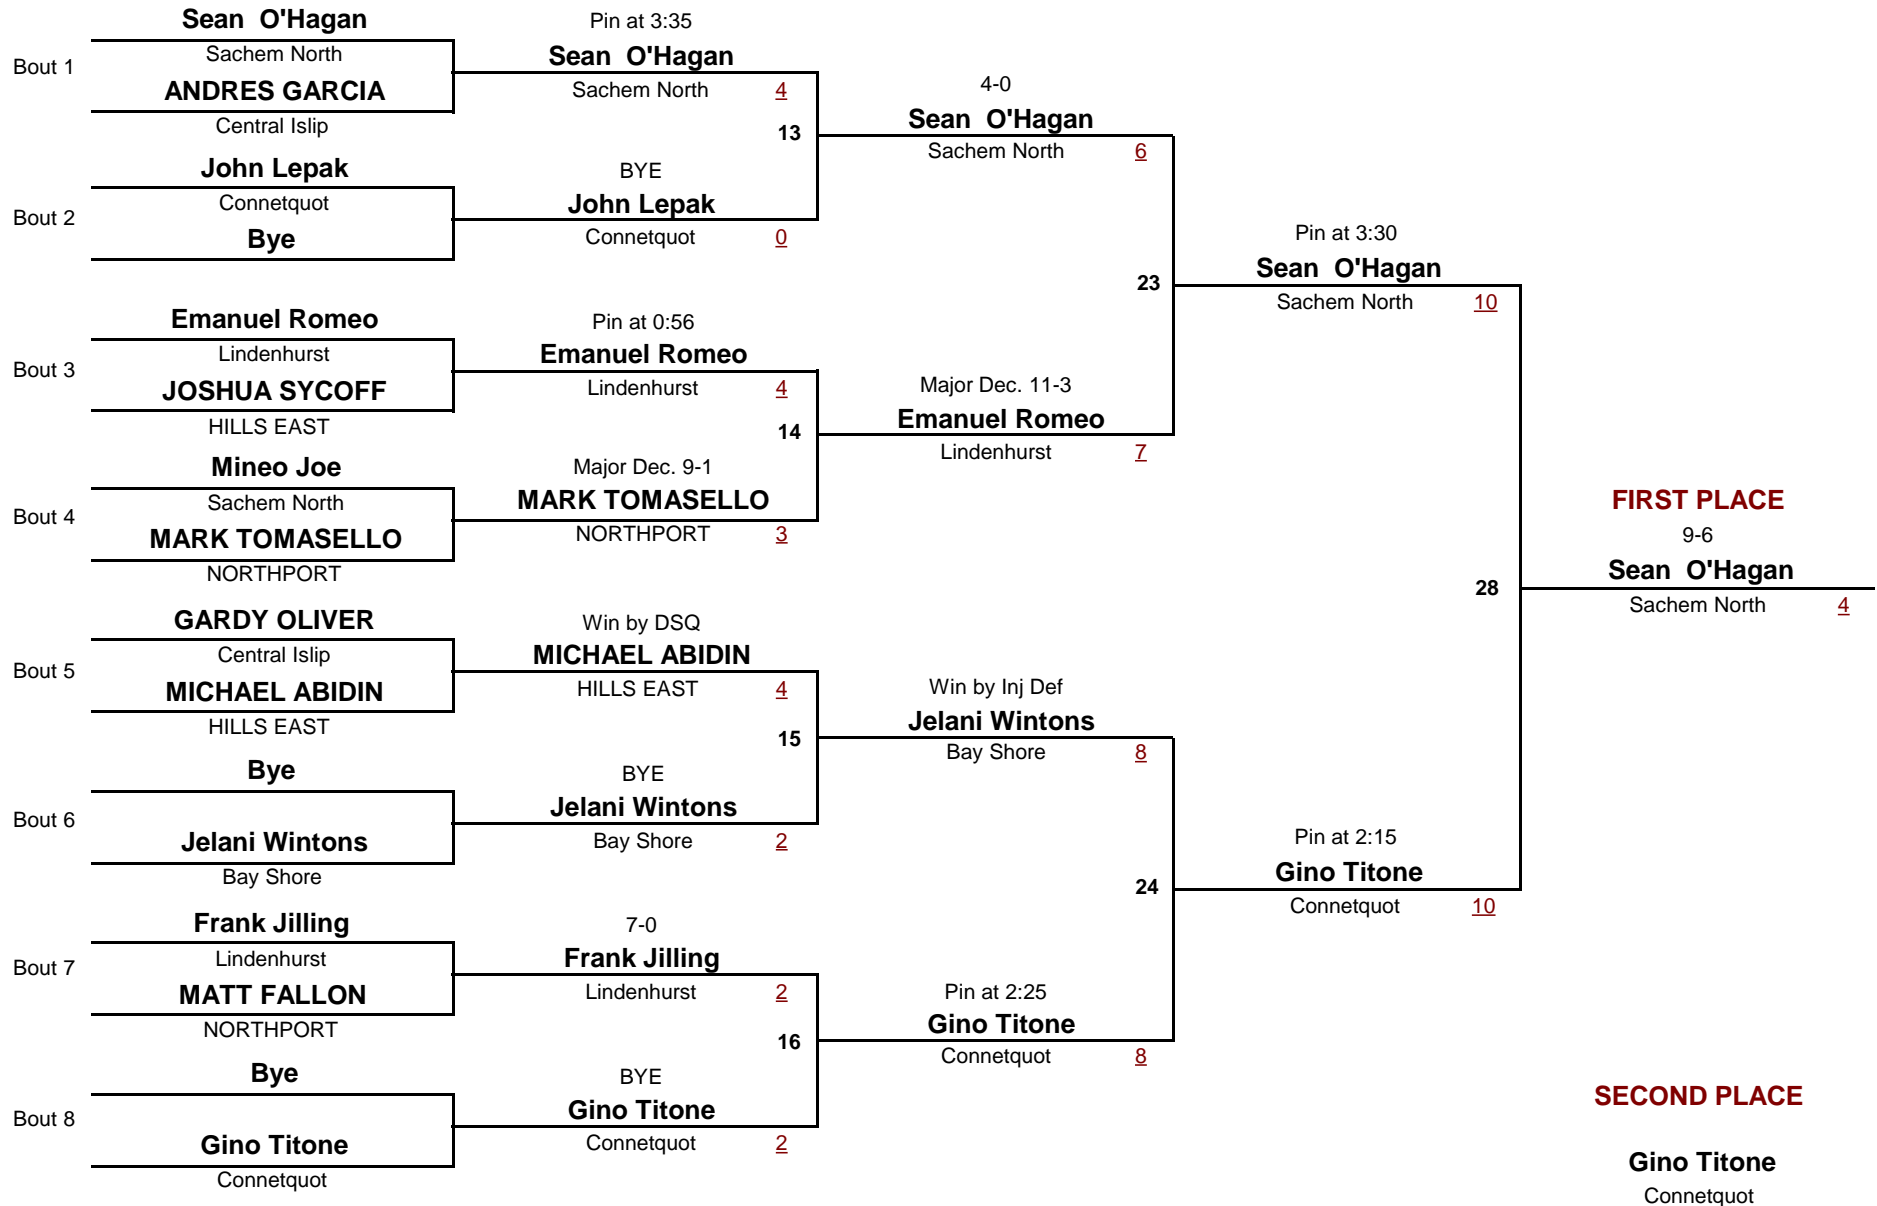 Sean O'Hagan
Bout 1
Sachem North
ANDRES GARCIA
Central Islip
John Lepak
Bout 2
Connetquot
Bye
Emanuel Romeo
Bout 3
Lindenhurst
JOSHUA SYCOFF
HILLS EAST
Mineo Joe
Bout 4
Sachem North
MARK TOMASELLO
NORTHPORT
GARDY OLIVER
Bout 5
Central Islip
MICHAEL ABIDIN
HILLS EAST
Bye
Bout 6
Jelani Wintons
Bay Shore
Frank Jilling
Bout 7
Lindenhurst
MATT FALLON
NORTHPORT
Bye
Bout 8
Gino Titone
Connetquot
Pin at 3:35
Sean O'Hagan
Sachem North 4
13
BYE
John Lepak
Connetquot 0
Pin at 0:56
Emanuel Romeo
Lindenhurst 4
14
Major Dec. 9-1
MARK TOMASELLO
NORTHPORT 3
Win by DSQ
MICHAEL ABIDIN
HILLS EAST 4
15
BYE
Jelani Wintons
Bay Shore 2
7-0
Frank Jilling
Lindenhurst 2
16
BYE
Gino Titone
Connetquot 2
4-0
Sean O'Hagan
Sachem North 6
23
Major Dec. 11-3
Emanuel Romeo
Lindenhurst 7
Win by Inj Def
Jelani Wintons
Bay Shore 8
24
Pin at 2:25
Gino Titone
Connetquot 8
Pin at 3:30
Sean O'Hagan
Sachem North 10
28
Pin at 2:15
Gino Titone
Connetquot 10
FIRST PLACE
9-6
Sean O'Hagan
Sachem North 4
SECOND PLACE
Gino Titone
Connetquot